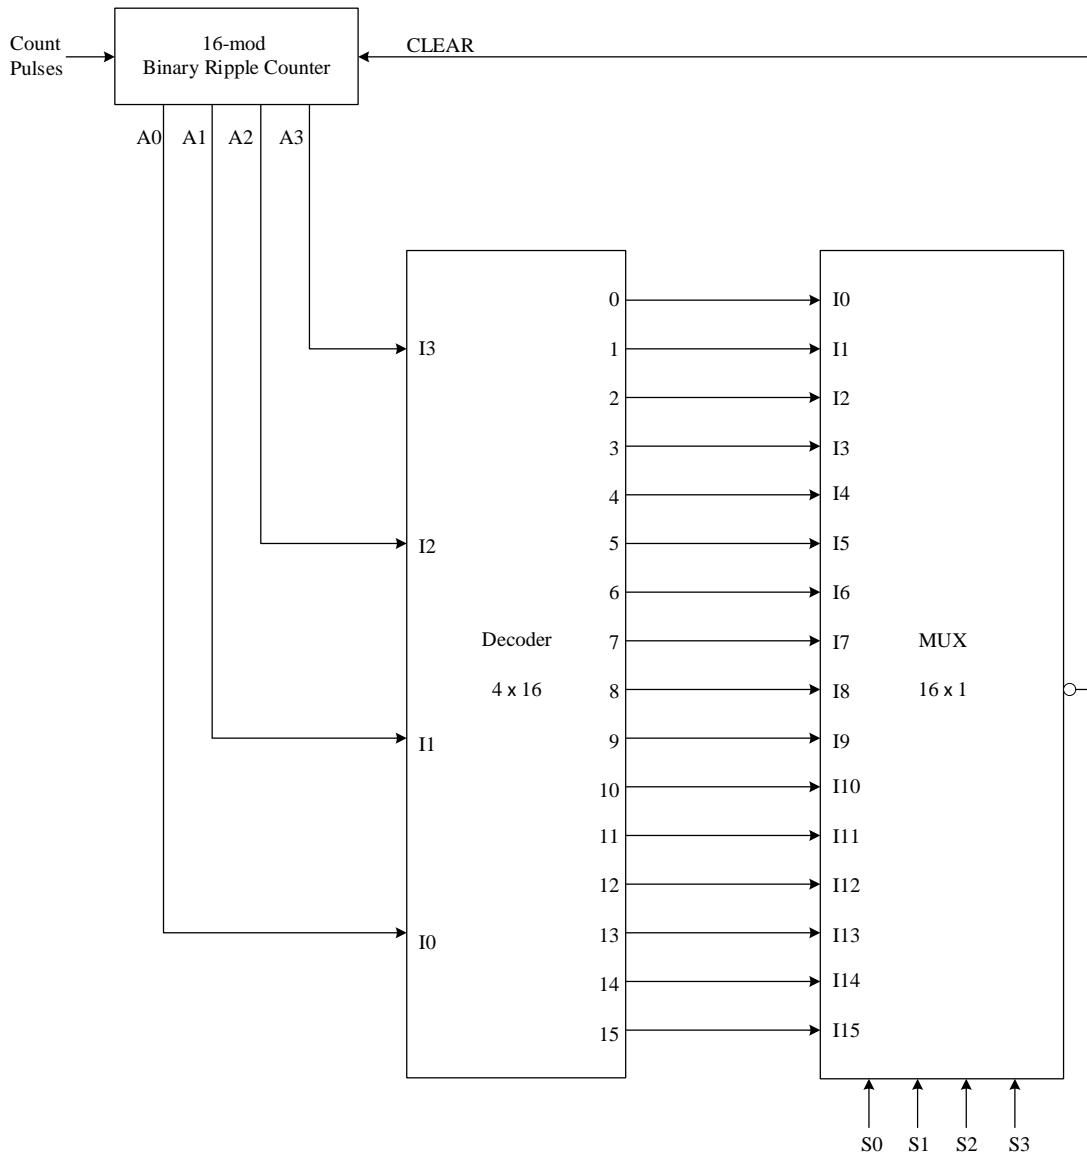 Count
Pulses
16-mod
Binary Ripple Counter
CLEAR
A0
A1
A2
A3
I3
I2
I1
I0
Decoder
4 x 16
0
1
2
3
4
5
6
7
8
9
10
11
12
13
14
15
I0
I1
I2
I3
I4
I5
I6
I7
I8
I9
I10
I11
I12
I13
I14
I15
MUX
16 x 1
S0
S1
S2
S3